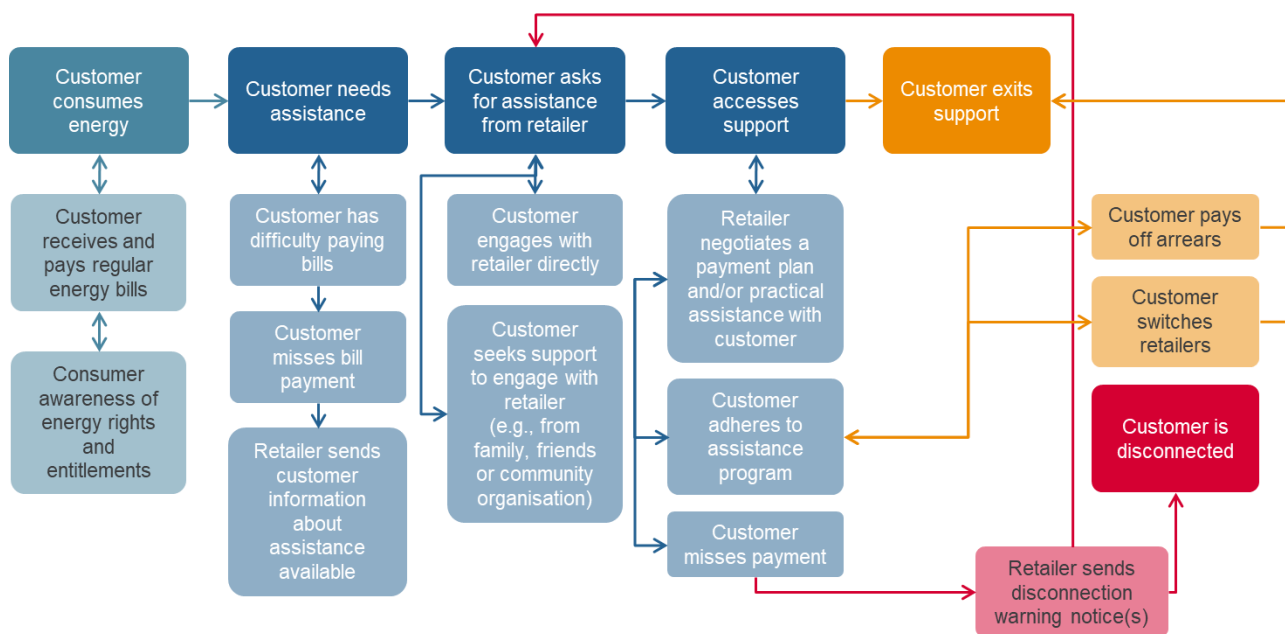 Customer
consumes
energy
Customer needs
assistance
Customer asks
for assistance
from retailer
Customer
accesses
support
Customer exits
support
Customer
receives and
pays regular
energy bills
Consumer
awareness of
energy rights
and
entitlements
Customer has
difficulty paying
bills
Customer
misses bill
payment
Retailer sends
customer
information
about
assistance
available
Customer
engages with
retailer directly
Customer
seeks support
to engage with
retailer
(e.g., from
family, friends
or community
organisation)
Retailer
negotiates a
payment plan
and/or practical
assistance with
customer
Customer
adheres to
assistance
program
Customer
misses payment
Customer pays
off arrears
Customer
switches
retailers
Customer is
disconnected
Retailer sends
disconnection
warning notice(s)